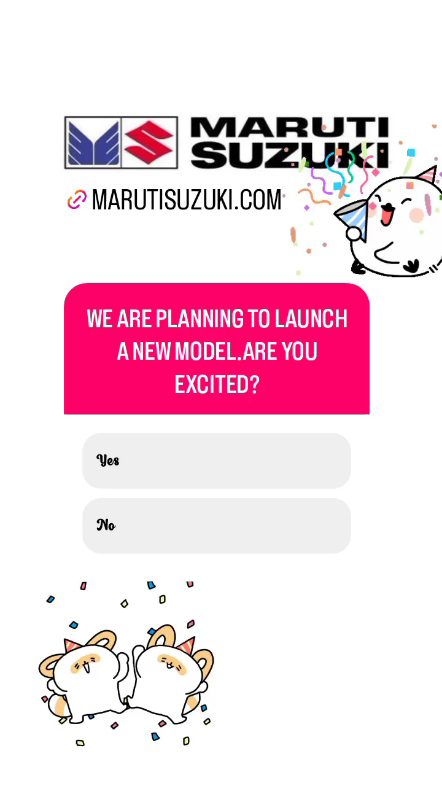 MARUTI
SUZUKI
MARUTISUZUKI.COM
WE ARE PLANNING TO LAUNCH
A NEW MODEL.ARE YOU
EXCITED?
Yes
No